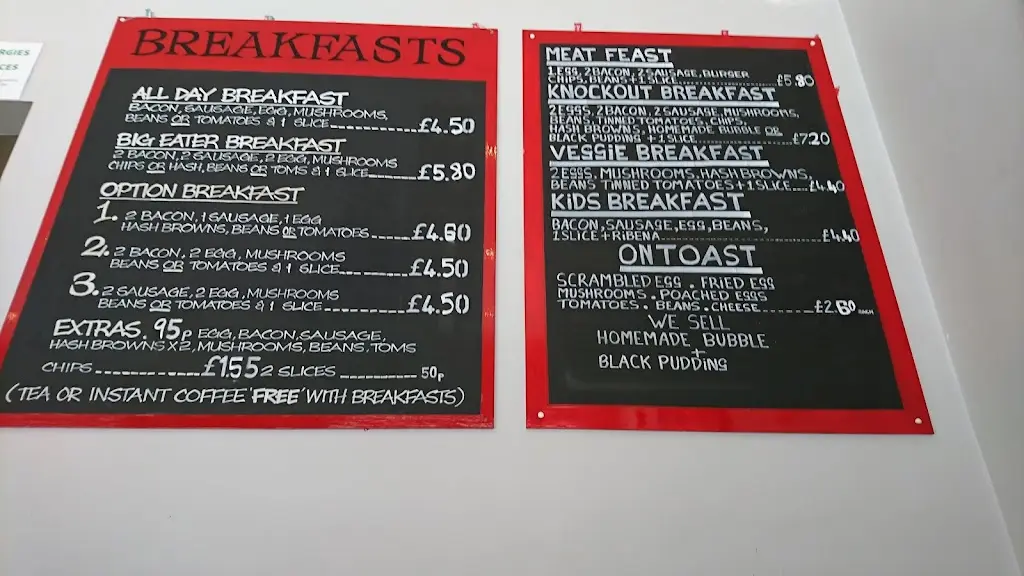 RGIES
CES
BREAKFASTS
ALL DAY BREAKFAST
BACON, SAUSAGE, EGG, MUSHROOMS,
BEANS OR TOMATOES & 1 SLICE £4.50
BIG EATER BREAKFAST
2 BACON, 2 SAUSAGE, 2 EGG, MUSHROOMS
CHIPS OR HASH, BEANS OR TOMS & 1 SLICE £5.80
OPTION BREAKFAST
1. 2 BACON, 1 SAUSAGE, 1 EGG
HASH BROWNS, BEANS OR TOMATOES £4.60
2. 2 BACON, 2 EGG, MUSHROOMS
BEANS OR TOMATOES & 1 SLICE £4.50
3. 2 SAUSAGE, 2 EGG, MUSHROOMS
BEANS OR TOMATOES & 1 SLICE £4.50
EXTRAS. 95p EGG, BACON, SAUSAGE,
HASH BROWNS X2, MUSHROOMS, BEANS, TOMS
CHIPS £1.55 2 SLICES 50p
(TEA OR INSTANT COFFEE 'FREE' WITH BREAKFASTS)
MEAT FEAST
1 EGG, 2 BACON, 2 SAUSAGE, BURGER
CHIPS, BEANS + 1 SLICE £5.80
KNOCKOUT BREAKFAST
2 EGGS, 2 BACON, 2 SAUSAGE, MUSHROOMS,
BEANS, TINNED TOMATOES, CHIPS,
HASH BROWNS, HOMEMADE BUBBLE OR
BLACK PUDDING + 1 SLICE £7.20
VEGGiE BREAKFAST
2 EGGS, MUSHROOMS, HASH BROWNS,
BEANS TINNED TOMATOES + 1 SLICE £4.40
KiDS BREAKFAST
BACON, SAUSAGE, EGG, BEANS,
1 SLICE + RIBENA £4.40
ON TOAST
SCRAMBLED EGG . FRIED EGG
MUSHROOMS . POACHED EGGS
TOMATOES . BEANS . CHEESE £2.60 EACH
WE SELL
HOMEMADE BUBBLE
+
BLACK PUDDING